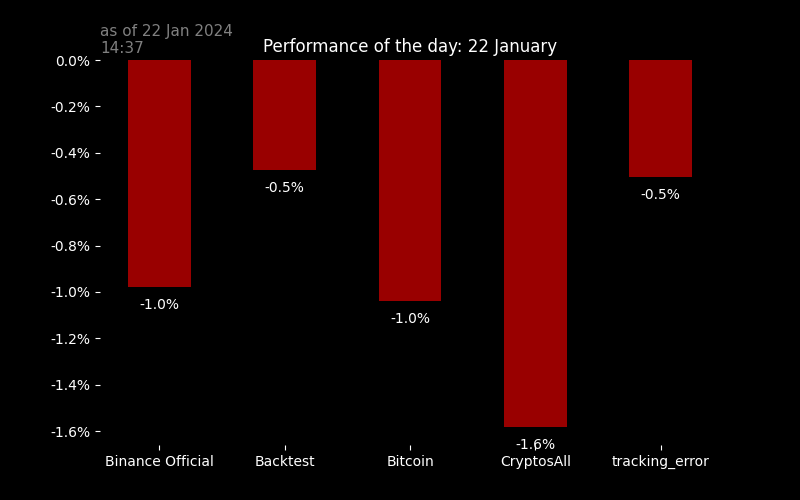 as of 22 Jan 2024
14:37
Performance of the day: 22 January
0.0%
-0.2%
-0.4%
-0.6%
-0.8%
-1.0%
-1.2%
-1.4%
-1.6%
-1.0%
-0.5%
-1.0%
-1.6%
-0.5%
Binance Official
Backtest
Bitcoin
CryptosAll
tracking_error